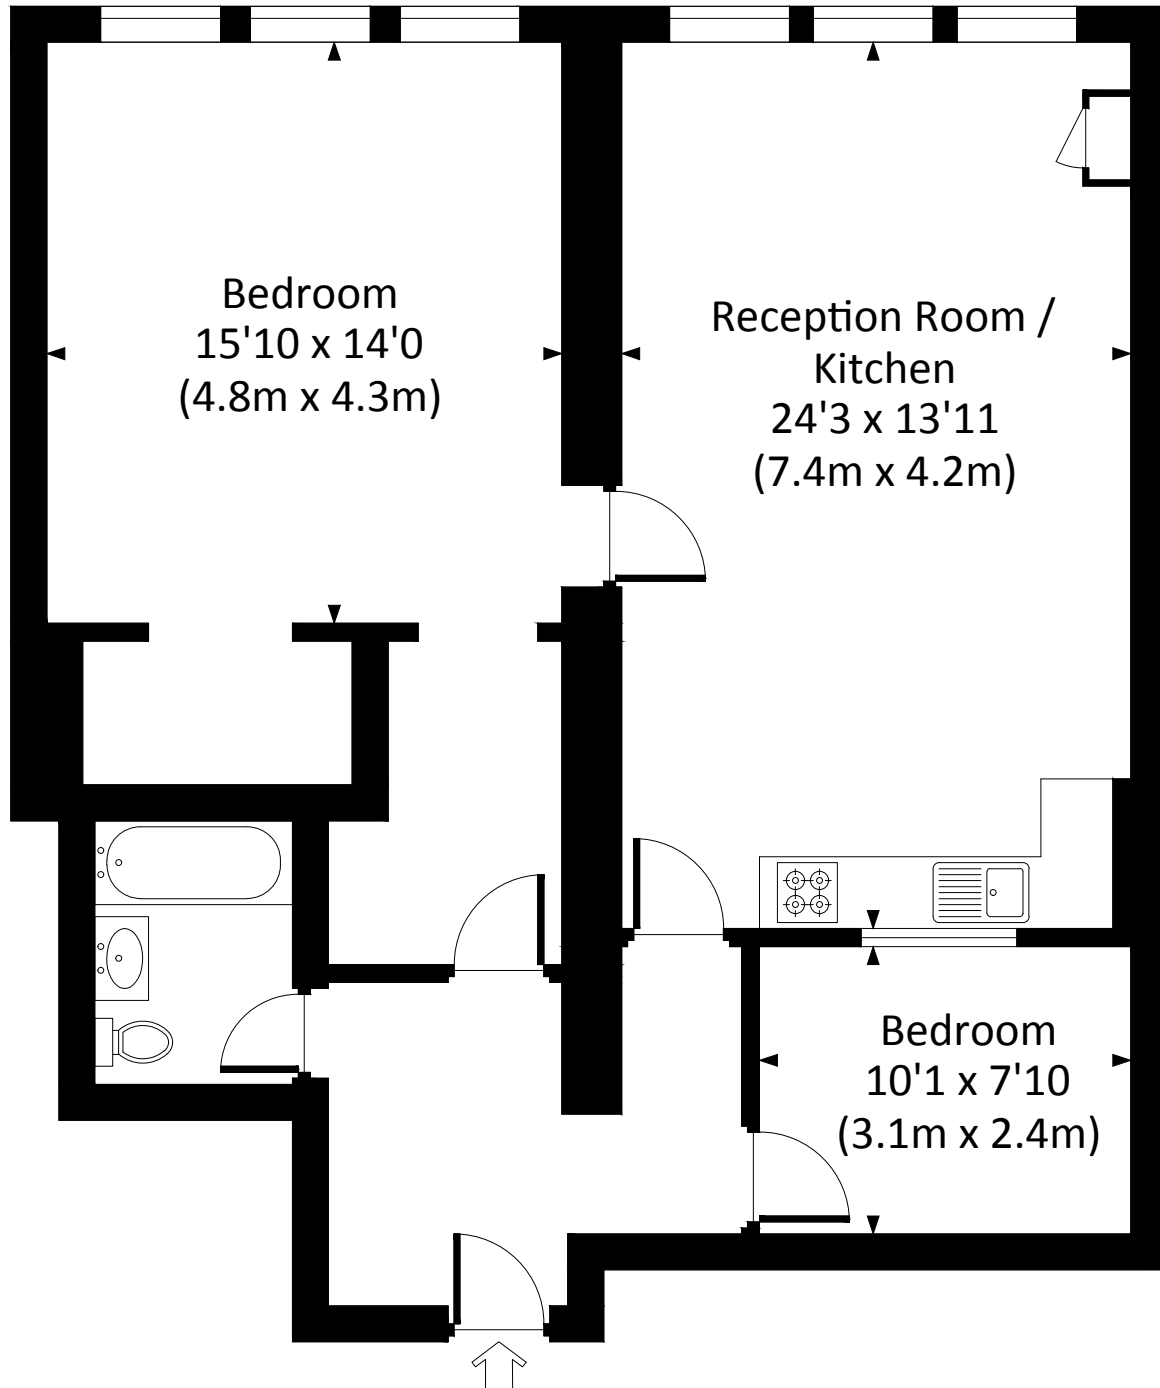 Bedroom
15'10 x 14'0
(4.8m x 4.3m)
Reception Room /
Kitchen
24'3 x 13'11
(7.4m x 4.2m)
Bedroom
10'1 x 7'10
(3.1m x 2.4m)